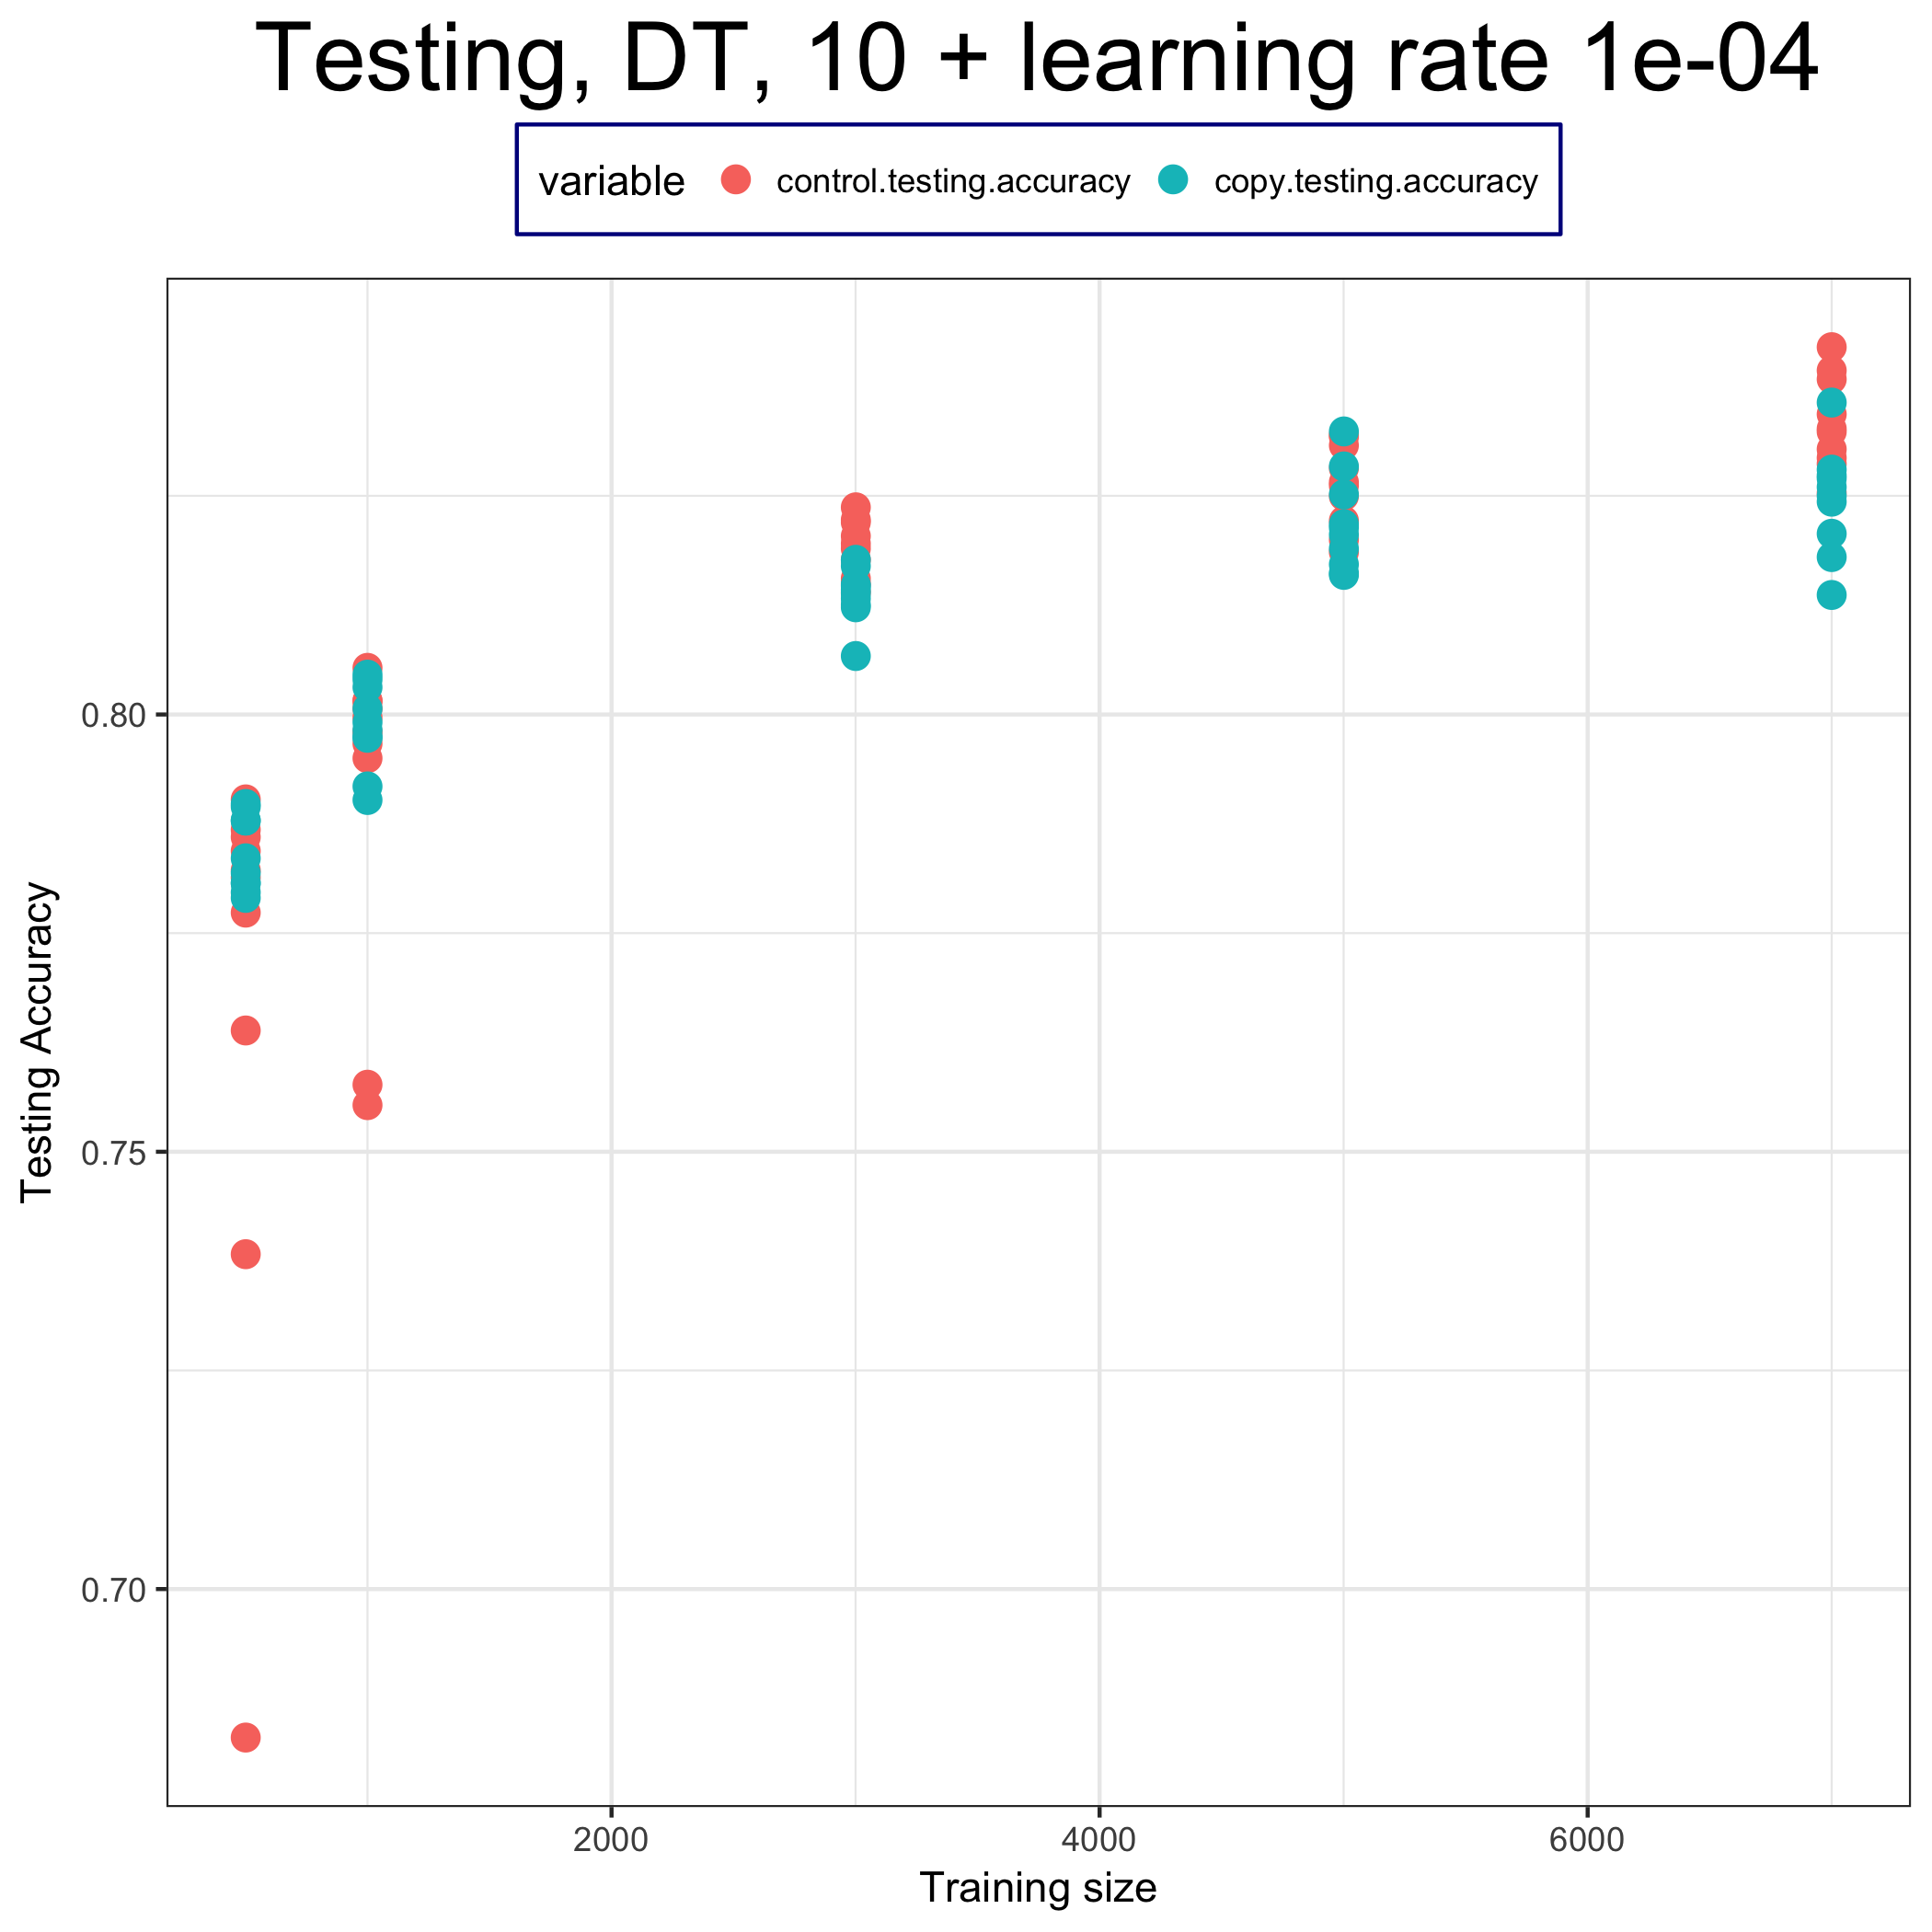 Testing, DT, 10 + learning rate 1e-04
variable control.testing.accuracy copy.testing.accuracy
Testing Accuracy
0.80
0.75
0.70
2000 4000 6000
Training size